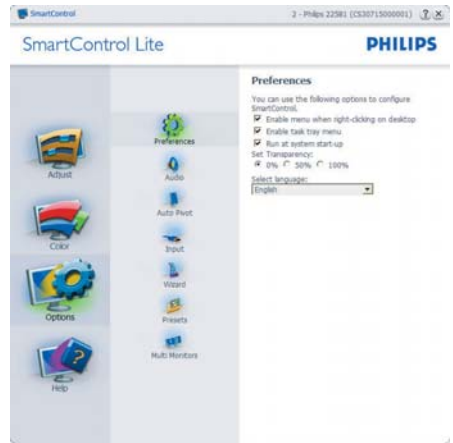 SmartControl
2 - Philips 225B1 (CS30715000001)
? X
SmartControl Lite
PHILIPS
Adjust
Color
Options
Help
Preferences
Audio
Auto Pivot
Input
Wizard
Presets
Multi Monitors
Preferences
You can use the following options to configure
SmartControl.
Enable menu when right-clicking on desktop
Enable task tray menu
Run at system start-up
Set Transparency:
0% 50% 100%
Select language:
English